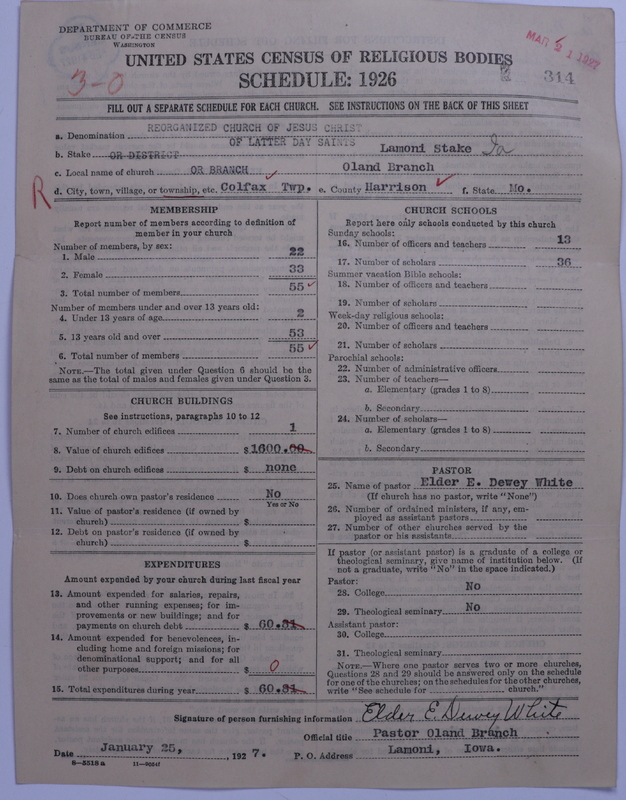 DEPARTMENT OF COMMERCE
BUREAU OF THE CENSUS
WASHINGTON
MAR 21 1927
UNITED STATES CENSUS OF RELIGIOUS BODIES
3-0
SCHEDULE: 1926
314
FILL OUT A SEPARATE SCHEDULE FOR EACH CHURCH. SEE INSTRUCTIONS ON THE BACK OF THIS SHEET
a. Denomination REORGANIZED CHURCH OF JESUS CHRIST
OF LATTER DAY SAINTS
b. Stake OR DISTRICT Lamoni Stake Ia
c. Local name of church OR BRANCH Oland Branch
R
d. City, town, village, or township, etc. Colfax Twp. e. County Harrison f. State Mo.
MEMBERSHIP
Report number of members according to definition of
member in your church
Number of members, by sex:
1. Male 22
2. Female 33
3. Total number of members 55
Number of members under and over 13 years old:
4. Under 13 years of age 2
5. 13 years old and over 53
6. Total number of members 55
NOTE.—The total given under Question 6 should be
same as the total of males and females given under Question 3.
CHURCH BUILDINGS
See instructions, paragraphs 10 to 12
7. Number of church edifices 1
8. Value of church edifices $1600.00
9. Debt on church edifices $ none
10. Does church own pastor's residence No
Yes or No
11. Value of pastor's residence (if owned by
church) $
12. Debt on pastor's residence (if owned by
church) $
EXPENDITURES
Amount expended by your church during last fiscal year
13. Amount expended for salaries, repairs,
and other running expenses; for im-
provements or new buildings; and for
payments on church debt $ 60.31
14. Amount expended for benevolences, in-
cluding home and foreign missions; for
denominational support; and for all
other purposes $ 0
15. Total expenditures during year $ 60.31
CHURCH SCHOOLS
Report here only schools conducted by this church
Sunday schools:
16. Number of officers and teachers 13
17. Number of scholars 36
Summer vacation Bible schools:
18. Number of officers and teachers
19. Number of scholars
Week-day religious schools:
20. Number of officers and teachers
21. Number of scholars
Parochial schools:
22. Number of administrative officers
23. Number of teachers—
a. Elementary (grades 1 to 8)
b. Secondary
24. Number of scholars—
a. Elementary (grades 1 to 8)
b. Secondary
PASTOR
25. Name of pastor Elder E. Dewey White
(If church has no pastor, write "None")
26. Number of ordained ministers, if any, em-
ployed as assistant pastors
27. Number of other churches served by the
pastor or his assistants
If pastor (or assistant pastor) is a graduate of a college or
theological seminary, give name of institution below. (If
not a graduate, write "No" in the space indicated.)
Pastor:
28. College No
29. Theological seminary No
Assistant pastor:
30. College
31. Theological seminary
NOTE.—Where one pastor serves two or more churches,
Questions 28 and 29 should be answered only on the schedule
for one of the churches; on the schedules for the other churches,
write "See schedule for church."
Signature of person furnishing information Elder E. Dewey White
Official title Pastor Oland Branch
Date January 25, 1927. P. O. Address Lamoni, Iowa.
8—5518 a